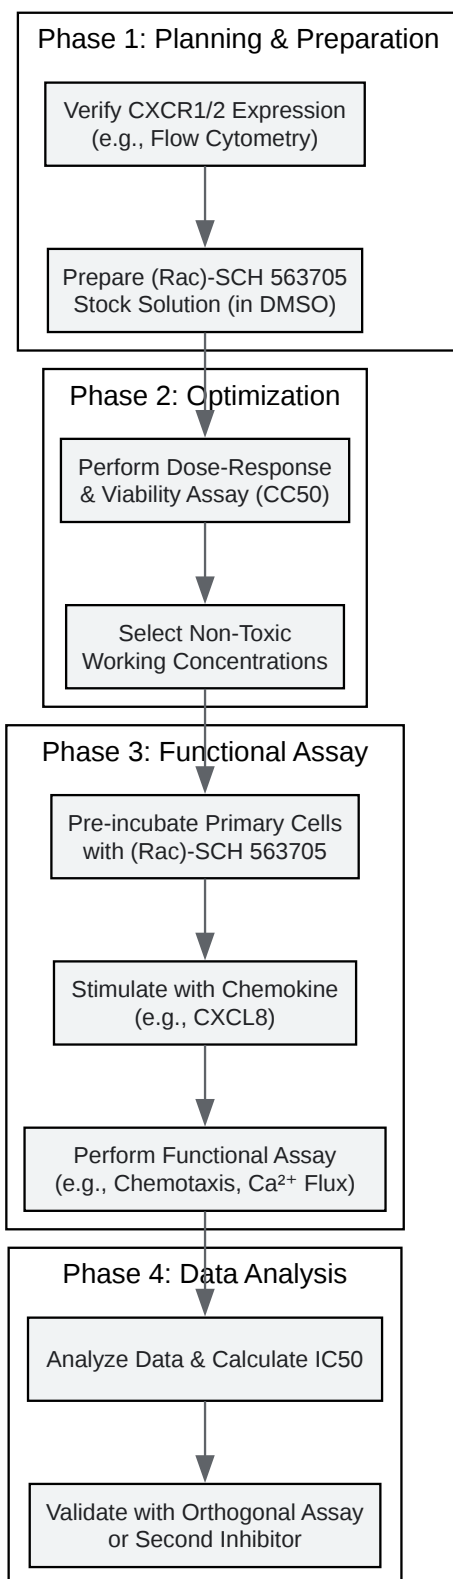 Phase 1: Planning & Preparation
Verify CXCR1/2 Expression
(e.g., Flow Cytometry)
Prepare (Rac)-SCH 563705
Stock Solution (in DMSO)
Phase 2: Optimization
Perform Dose-Response
& Viability Assay (CC50)
Select Non-Toxic
Working Concentrations
Phase 3: Functional Assay
Pre-incubate Primary Cells
with (Rac)-SCH 563705
Stimulate with Chemokine
(e.g., CXCL8)
Perform Functional Assay
(e.g., Chemotaxis, Ca²⁺ Flux)
Phase 4: Data Analysis
Analyze Data & Calculate IC50
Validate with Orthogonal Assay
or Second Inhibitor